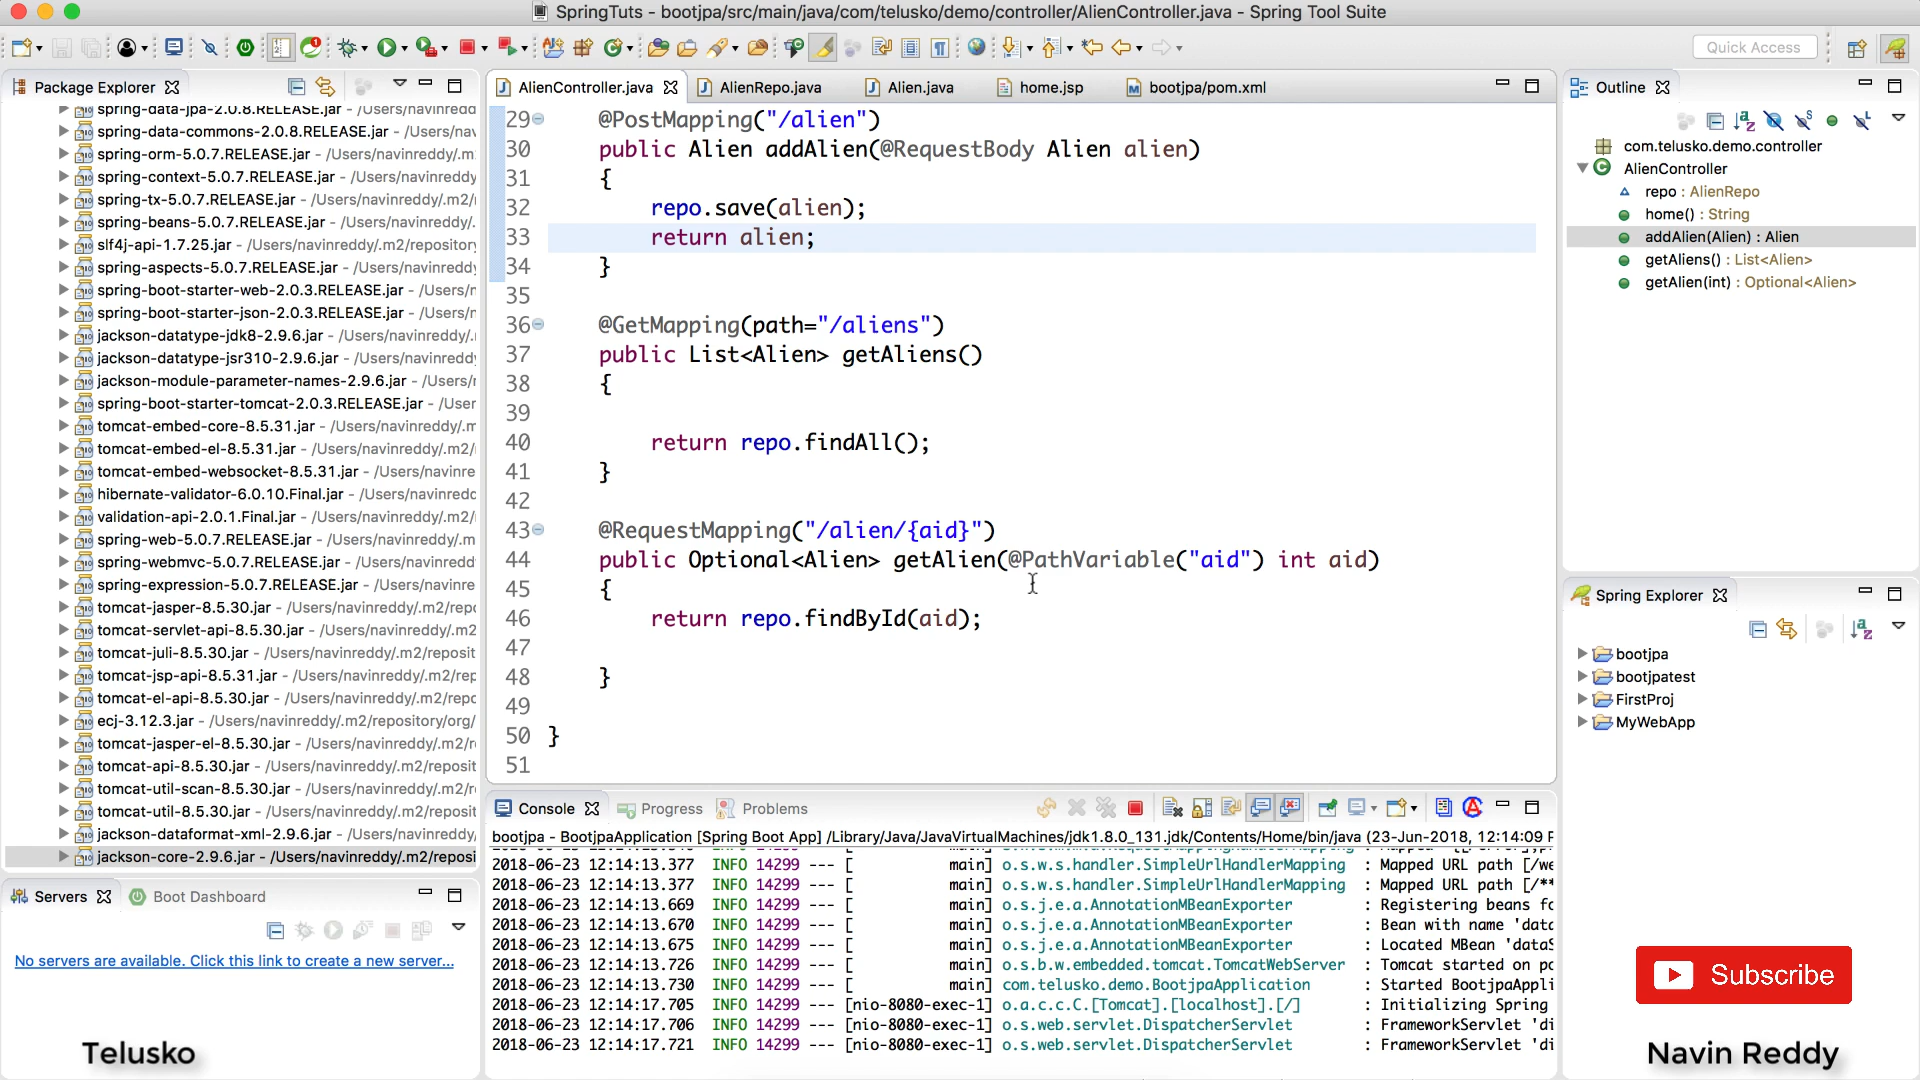 SpringTuts - bootjpa/src/main/java/com/telusko/demo/controller/AlienController.java - Spring Tool Suite
Quick Access
Package Explorer
spring-data-jpa-2.0.8.RELEASE.jar - /Users/navinredd
spring-data-commons-2.0.8.RELEASE.jar - /Users/nav
spring-orm-5.0.7.RELEASE.jar - /Users/navinreddy/.m
spring-context-5.0.7.RELEASE.jar - /Users/navinreddy
spring-tx-5.0.7.RELEASE.jar - /Users/navinreddy/.m2/
spring-beans-5.0.7.RELEASE.jar - /Users/navinreddy/
slf4j-api-1.7.25.jar - /Users/navinreddy/.m2/repository
spring-aspects-5.0.7.RELEASE.jar - /Users/navinreddy
spring-boot-starter-web-2.0.3.RELEASE.jar - /Users/n
spring-boot-starter-json-2.0.3.RELEASE.jar - /Users/n
jackson-datatype-jdk8-2.9.6.jar - /Users/navinreddy/.
jackson-datatype-jsr310-2.9.6.jar - /Users/navinreddy
jackson-module-parameter-names-2.9.6.jar - /Users/r
spring-boot-starter-tomcat-2.0.3.RELEASE.jar - /User
tomcat-embed-core-8.5.31.jar - /Users/navinreddy/.m
tomcat-embed-el-8.5.31.jar - /Users/navinreddy/.m2/
tomcat-embed-websocket-8.5.31.jar - /Users/navinre
hibernate-validator-6.0.10.Final.jar - /Users/navinredc
validation-api-2.0.1.Final.jar - /Users/navinreddy/.m2
spring-web-5.0.7.RELEASE.jar - /Users/navinreddy/.m
spring-webmvc-5.0.7.RELEASE.jar - /Users/navinredd
spring-expression-5.0.7.RELEASE.jar - /Users/navinre
tomcat-jasper-8.5.30.jar - /Users/navinreddy/.m2/rep
tomcat-servlet-api-8.5.30.jar - /Users/navinreddy/.m2
tomcat-juli-8.5.30.jar - /Users/navinreddy/.m2/reposit
tomcat-jsp-api-8.5.31.jar - /Users/navinreddy/.m2/rep
tomcat-el-api-8.5.30.jar - /Users/navinreddy/.m2/repo
ecj-3.12.3.jar - /Users/navinreddy/.m2/repository/org/
tomcat-jasper-el-8.5.30.jar - /Users/navinreddy/.m2/r
tomcat-api-8.5.30.jar - /Users/navinreddy/.m2/reposit
tomcat-util-scan-8.5.30.jar - /Users/navinreddy/.m2/r
tomcat-util-8.5.30.jar - /Users/navinreddy/.m2/reposit
jackson-dataformat-xml-2.9.6.jar - /Users/navinreddy/
jackson-core-2.9.6.jar - /Users/navinreddy/.m2/reposi
Servers Boot Dashboard
No servers are available. Click this link to create a new server...
Telusko
AlienController.java AlienRepo.java Alien.java home.jsp bootjpa/pom.xml
29 @PostMapping("/alien")
30 public Alien addAlien(@RequestBody Alien alien)
31 {
32 repo.save(alien);
33 return alien;
34 }
35
36 @GetMapping(path="/aliens")
37 public List<Alien> getAliens()
38 {
39
40 return repo.findAll();
41 }
42
43 @RequestMapping("/alien/{aid}")
44 public Optional<Alien> getAlien(@PathVariable("aid") int aid)
45 {
46 return repo.findById(aid);
47
48 }
49
50 }
51
Console Progress Problems
bootjpa - BootjpaApplication [Spring Boot App] /Library/Java/JavaVirtualMachines/jdk1.8.0_131.jdk/Contents/Home/bin/java (23-Jun-2018, 12:14:09 P
2018-06-23 12:14:13.377 INFO 14299 --- [ main] o.s.w.s.handler.SimpleUrlHandlerMapping : Mapped URL path [/we
2018-06-23 12:14:13.377 INFO 14299 --- [ main] o.s.w.s.handler.SimpleUrlHandlerMapping : Mapped URL path [/**
2018-06-23 12:14:13.669 INFO 14299 --- [ main] o.s.j.e.a.AnnotationMBeanExporter : Registering beans fo
2018-06-23 12:14:13.670 INFO 14299 --- [ main] o.s.j.e.a.AnnotationMBeanExporter : Bean with name 'data
2018-06-23 12:14:13.675 INFO 14299 --- [ main] o.s.j.e.a.AnnotationMBeanExporter : Located MBean 'dataS
2018-06-23 12:14:13.726 INFO 14299 --- [ main] o.s.b.w.embedded.tomcat.TomcatWebServer : Tomcat started on po
2018-06-23 12:14:13.730 INFO 14299 --- [ main] com.telusko.demo.BootjpaApplication : Started BootjpaAppli
2018-06-23 12:14:17.705 INFO 14299 --- [nio-8080-exec-1] o.a.c.c.C.[Tomcat].[localhost].[/] : Initializing Spring
2018-06-23 12:14:17.706 INFO 14299 --- [nio-8080-exec-1] o.s.web.servlet.DispatcherServlet : FrameworkServlet 'di
2018-06-23 12:14:17.721 INFO 14299 --- [nio-8080-exec-1] o.s.web.servlet.DispatcherServlet : FrameworkServlet 'di
Outline
com.telusko.demo.controller
AlienController
repo : AlienRepo
home() : String
addAlien(Alien) : Alien
getAliens() : List<Alien>
getAlien(int) : Optional<Alien>
Spring Explorer
bootjpa
bootjpatest
FirstProj
MyWebApp
Subscribe
Navin Reddy